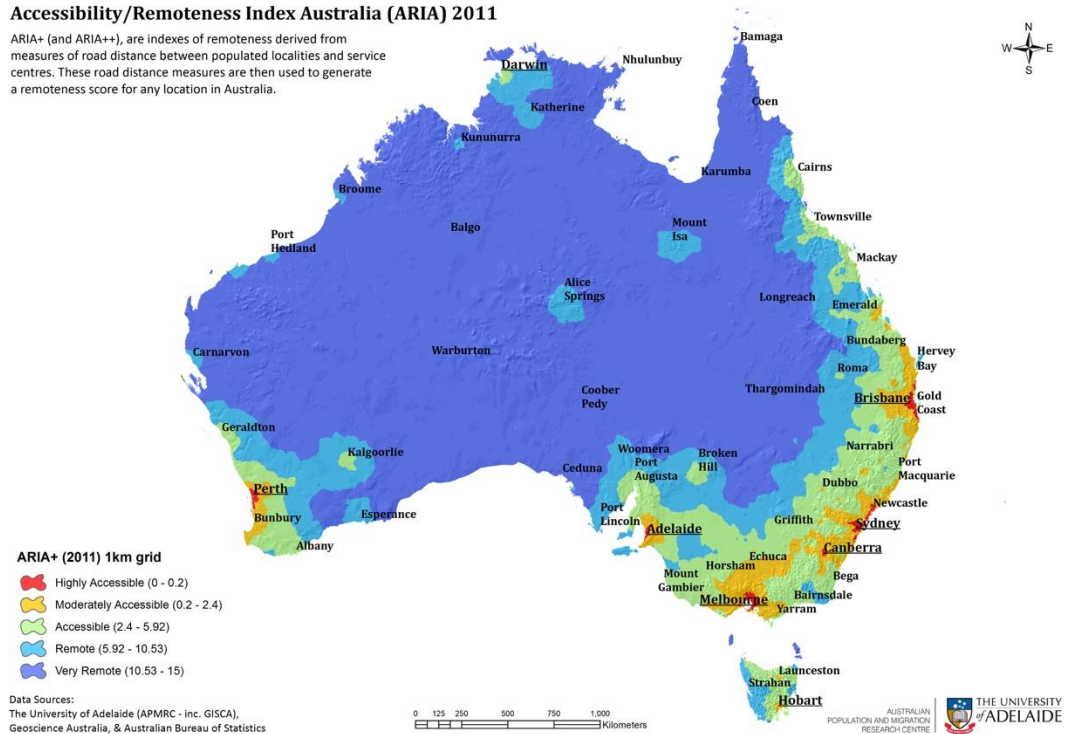 Accessibility/Remoteness Index Australia (ARIA) 2011
ARIA+ (and ARIA++), are indexes of remoteness derived from
measures of road distance between populated localities and service
centres. These road distance measures are then used to generate
a remoteness score for any location in Australia.
N
W E
S
Bamaga
Nhulunbuy
Darwin
Coen
Katherine
Kununurra
Cairns
Karumba
Broome
Townsville
Mount
Isa
Balgo
Port
Hedland
Mackay
Alice
Springs
Longreach
Emerald
Bundaberg
Hervey
Bay
Carnarvon
Warburton
Roma
Coober
Pedy
Thargomindah
Brisbane
Gold
Coast
Geraldton
Narrabri
Kalgoorlie
Woomera
Broken
Hill
Port
Augusta
Port
Macquarie
Ceduna
Dubbo
Perth
Newcastle
Port
Lincoln
Bunbury
Esperance
Griffith
Sydney
Adelaide
Albany
Canberra
Echuca
Horsham
Mount
Gambier
Bega
Bairnsdale
Melbourne
Yarram
Launceston
Strahan
Hobart
ARIA+ (2011) 1km grid
Highly Accessible (0 - 0.2)
Moderately Accessible (0.2 - 2.4)
Accessible (2.4 - 5.92)
Remote (5.92 - 10.53)
Very Remote (10.53 - 15)
Data Sources:
The University of Adelaide (APMRC - inc. GISCA),
Geoscience Australia, & Australian Bureau of Statistics
0 125 250 500 750 1,000
Kilometers
AUSTRALIAN
POPULATION AND MIGRATION
RESEARCH CENTRE
THE UNIVERSITY
of ADELAIDE